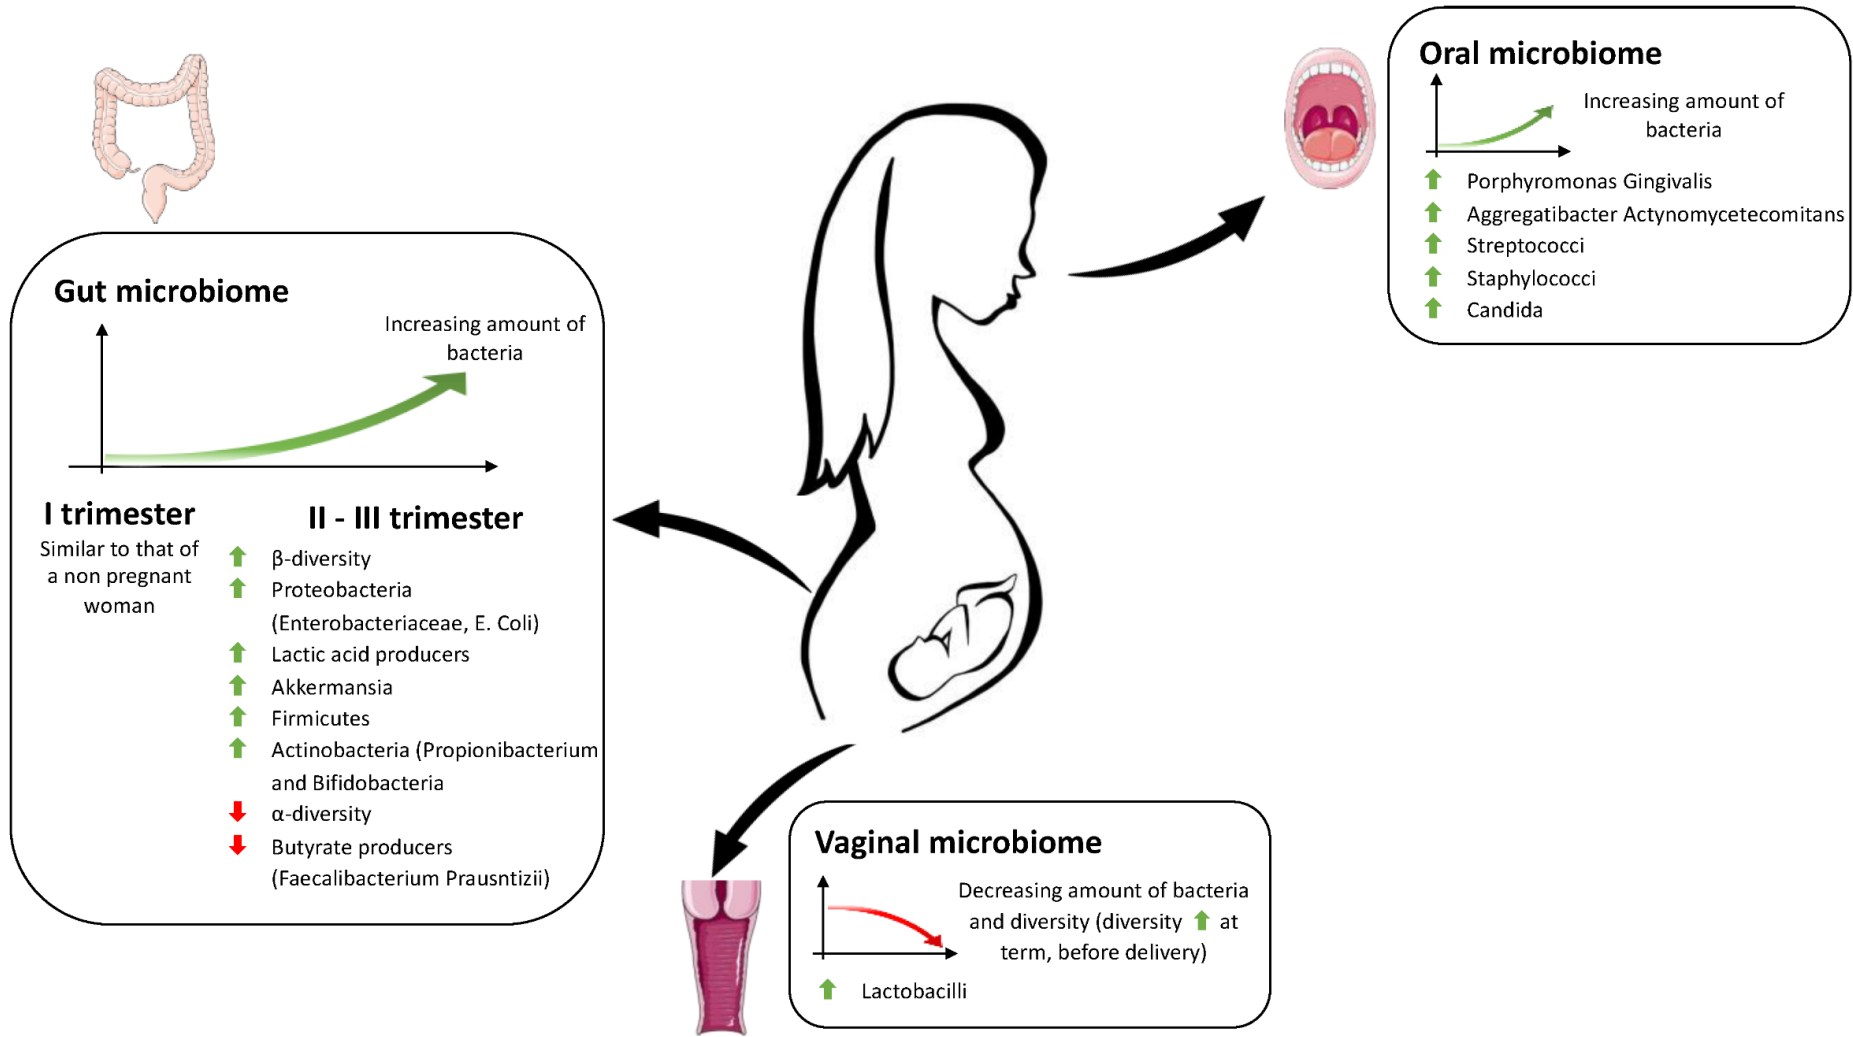 Gut microbiome
Increasing amount of
bacteria
I trimester
Similar to that of
a non pregnant
woman
II - III trimester
β-diversity
Proteobacteria
(Enterobacteriaceae, E. Coli)
Lactic acid producers
Akkermansia
Firmicutes
Actinobacteria (Propionibacterium
and Bifidobacteria
α-diversity
Butyrate producers
(Faecalibacterium Prausntizii)
Oral microbiome
Increasing amount of
bacteria
Porphyromonas Gingivalis
Aggregatibacter Actynomycetecomitans
Streptococci
Staphylococci
Candida
Vaginal microbiome
Decreasing amount of bacteria
and diversity (diversity at
term, before delivery)
Lactobacilli